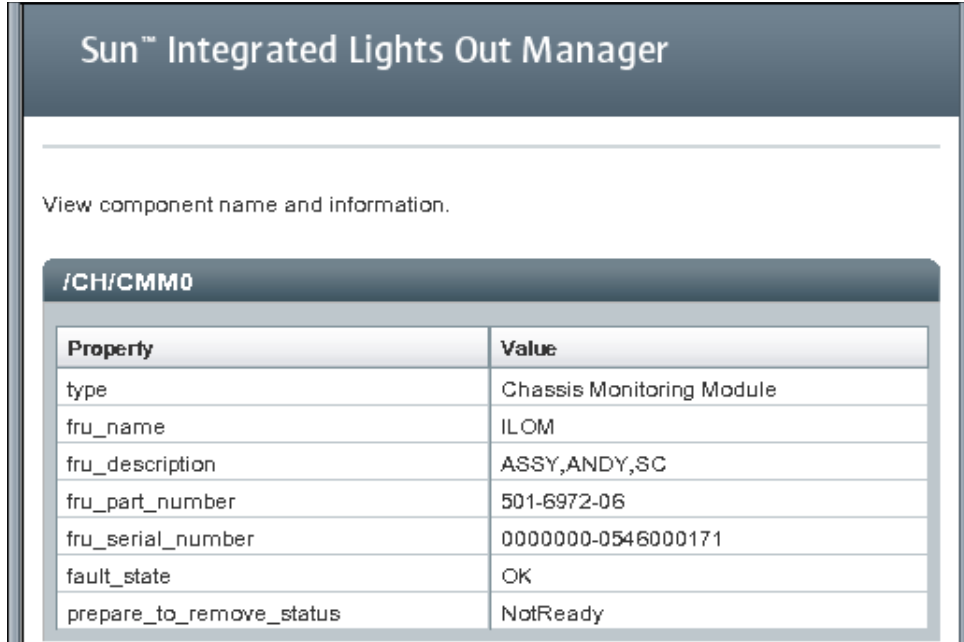 Sun™ Integrated Lights Out Manager
View component name and information.
/CH/CMM0
Property Value
type Chassis Monitoring Module
fru_name ILOM
fru_description ASSY,ANDY,SC
fru_part_number 501-6972-06
fru_serial_number 0000000-0546000171
fault_state OK
prepare_to_remove_status NotReady